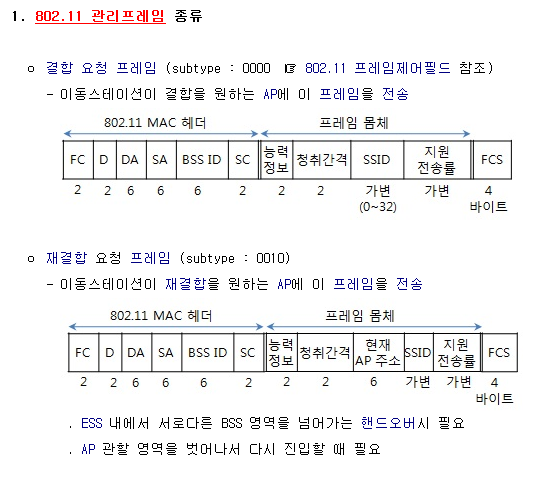 1. 802.11 관리프레임 종류
ο 결합 요청 프레임 (subtype : 0000 ☞ 802.11 프레임제어필드 참조)
- 이동스테이션이 결합을 원하는 AP에 이 프레임을 전송
802.11 MAC 헤더 프레임 몸체
FC D DA SA BSS ID SC 능력 정보 청취간격 SSID 지원 전송률 FCS
2 2 6 6 6 2 2 2 가변 (0~32) 가변 4 바이트
ο 재결합 요청 프레임 (subtype : 0010)
- 이동스테이션이 재결합을 원하는 AP에 이 프레임을 전송
802.11 MAC 헤더 프레임 몸체
FC D DA SA BSS ID SC 능력 정보 청취간격 현재 AP 주소 SSID 지원 전송률 FCS
2 2 6 6 6 2 2 2 6 가변 가변 4 바이트
. ESS 내에서 서로다른 BSS 영역을 넘어가는 핸드오버시 필요
. AP 관할 영역을 벗어나서 다시 진입할 때 필요